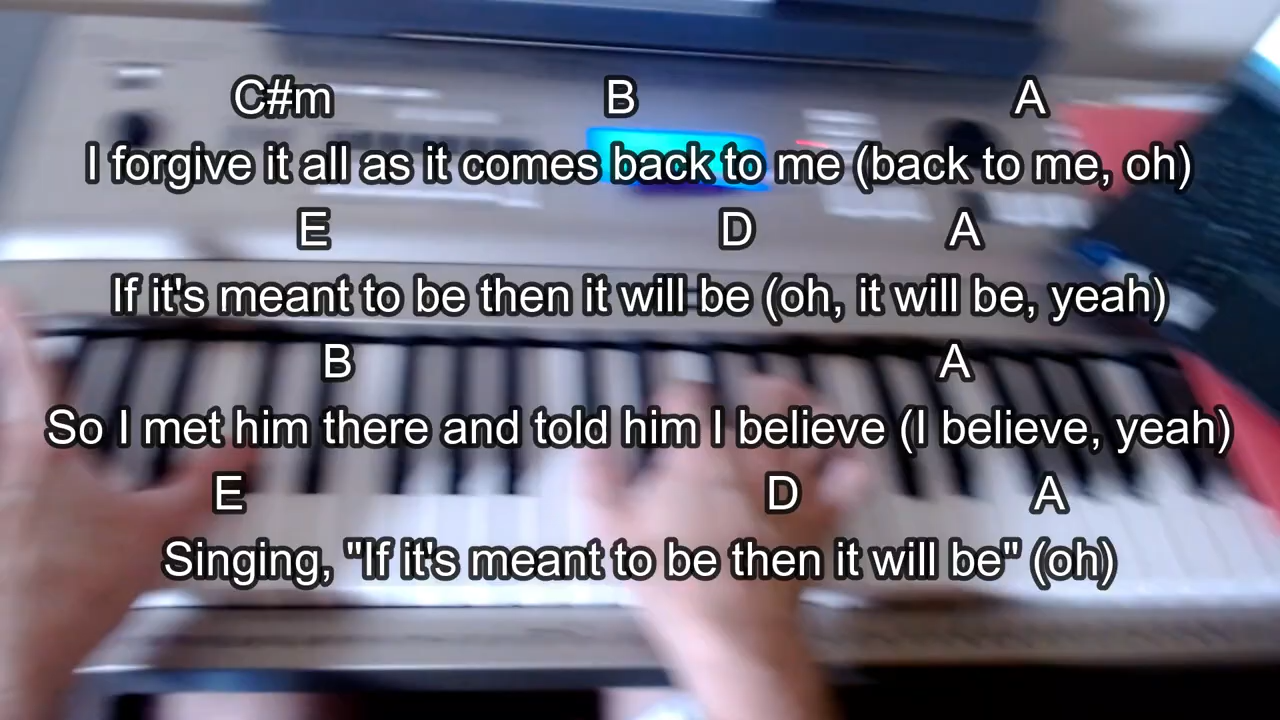 C#m B A
I forgive it all as it comes back to me (back to me, oh)
E D A
If it's meant to be then it will be (oh, it will be, yeah)
B A
So I met him there and told him I believe (I believe, yeah)
E D A
Singing, "If it's meant to be then it will be" (oh)